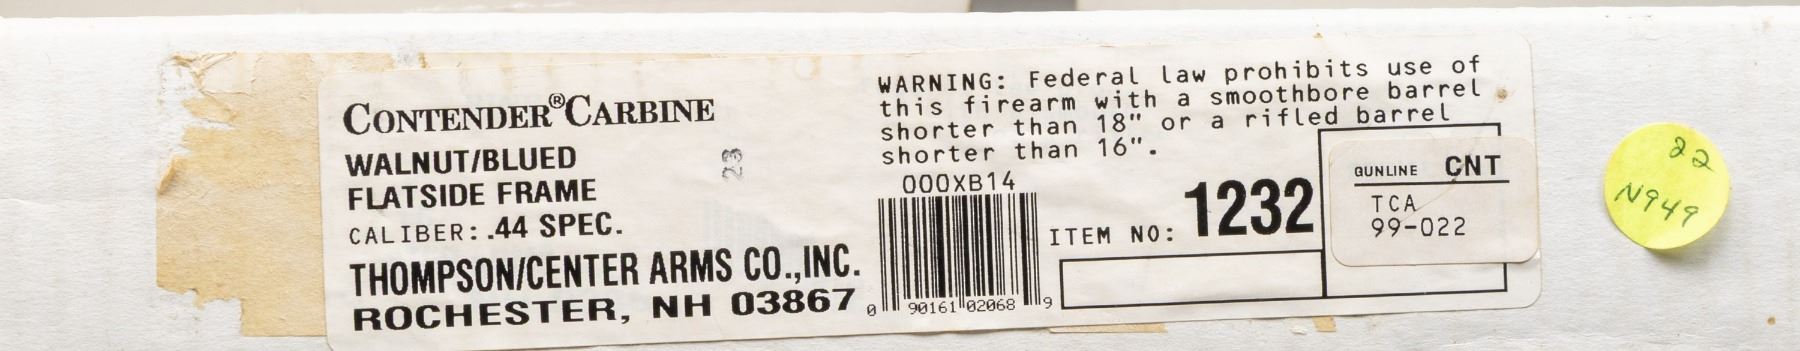 CONTENDER® CARBINE
WALNUT/BLUED
FLATSIDE FRAME
CALIBER: .44 SPEC.
THOMPSON/CENTER ARMS CO., INC.
ROCHESTER, NH 03867
23
WARNING: Federal law prohibits use of
this firearm with a smoothbore barrel
shorter than 18" or a rifled barrel
shorter than 16".
000XB14
0 90161 02068 9
ITEM NO: 1232
GUNLINE CNT
TCA
99-022
22
N949